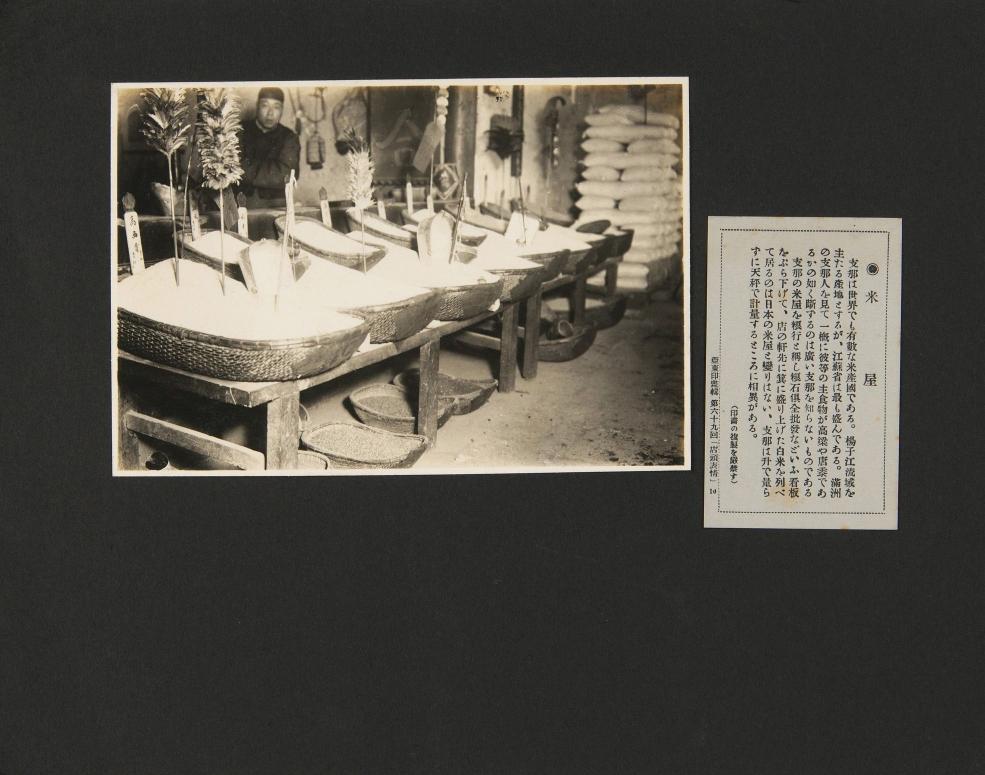 ◉米屋
支那は世界でも有數な米産國である。楊子江流域を
主たる産地とするが、江蘇省は最も盛んである。滿洲
の支那人を見て一概に彼等の主食物が高梁や唐黍であ
るかの如く斷ずるのは廣い支那を知らないものである
支那の米屋を糧行と稱し糧石俱全批發などいふ看板
をぶら下げて、店の軒先に箕に盛り上げた白米を列べ
て居るのは日本の米屋と變りはない、支那は升で量ら
ずに天秤で計量するところに相異がある。
(印畫の複製を嚴禁す)
亞東印畫輯 第六十九回「店頭表情」 10